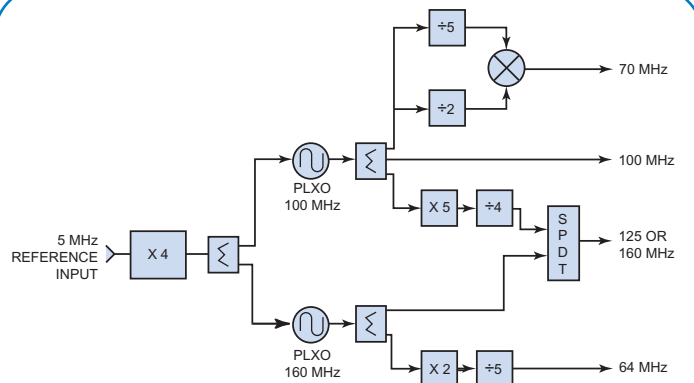 ÷5
70 MHz
÷2
100 MHz
Σ
PLXO
100 MHz
X 5
÷4
SPDT
125 OR
160 MHz
5 MHz
REFERENCE
INPUT
X 4
Σ
Σ
PLXO
160 MHz
X 2
÷5
64 MHz